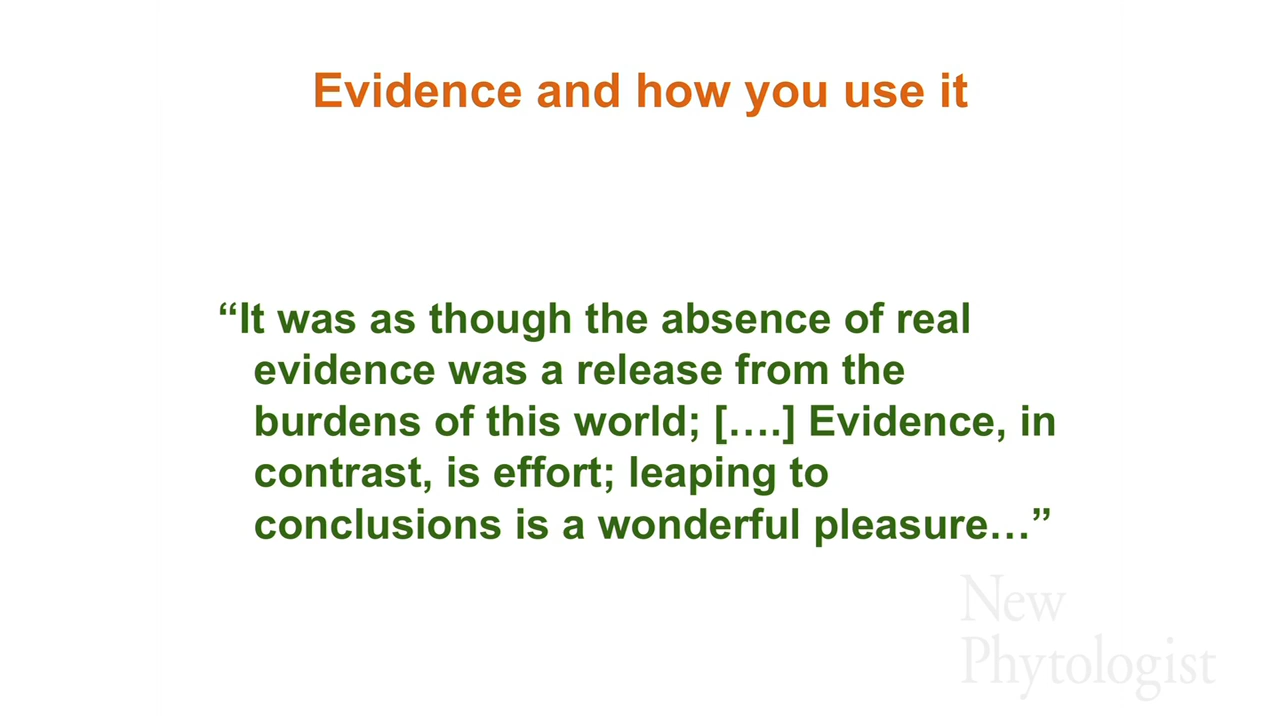 Evidence and how you use it
“It was as though the absence of real
evidence was a release from the
burdens of this world; [….] Evidence, in
contrast, is effort; leaping to
conclusions is a wonderful pleasure…”
New
Phytologist